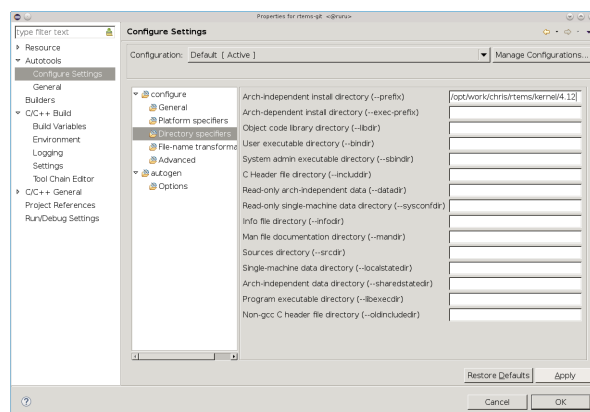 Properties for rtems-git <@ruru>
type filter text
Configure Settings
Resource
Autotools
Configure Settings
General
Builders
C/C++ Build
Build Variables
Environment
Logging
Settings
Tool Chain Editor
C/C++ General
Project References
Run/Debug Settings
Configuration: Default [ Active ]
Manage Configurations...
configure
General
Platform specifiers
Directory specifiers
File-name transforma
Advanced
autogen
Options
Arch-independent install directory (--prefix) /opt/work/chris/rtems/kernel/4.12
Arch-dependent install directory (--exec-prefix)
Object code library directory (--libdir)
User executable directory (--bindir)
System admin executable directory (--sbindir)
C Header file directory (--includdir)
Read-only arch-independent data (--datadir)
Read-only single-machine data directory (--sysconfdir)
Info file directory (--infodir)
Man file documentation directory (--mandir)
Sources directory (--srcdir)
Single-machine data directory (--localstatedir)
Arch-independent data directory (--sharedstatedir)
Program executable directory (--libexecdir)
Non-gcc C header file directory (--oldincludedir)
Restore Defaults
Apply
Cancel
OK